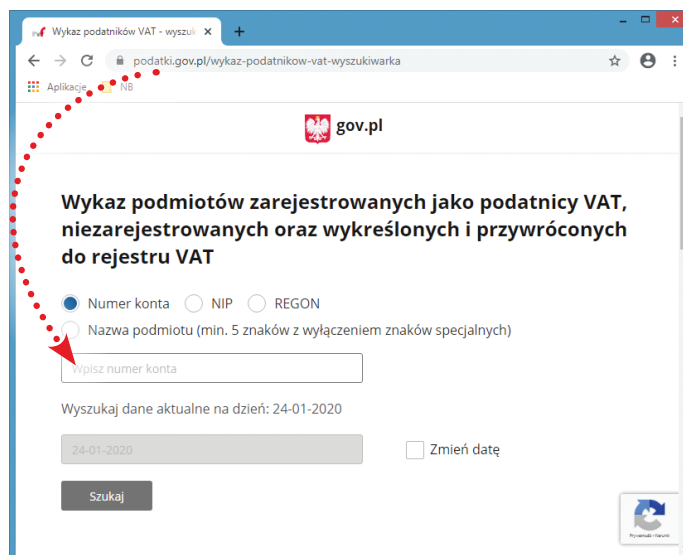 Wykaz podatników VAT - wyszuk
podatki.gov.pl/wykaz-podatnikow-vat-wyszukiwarka
Aplikacje NB
gov.pl
Wykaz podmiotów zarejestrowanych jako podatnicy VAT,
niezarejestrowanych oraz wykreślonych i przywróconych
do rejestru VAT
Numer konta NIP REGON
Nazwa podmiotu (min. 5 znaków z wyłączeniem znaków specjalnych)
Wpisz numer konta
Wyszukaj dane aktualne na dzień: 24-01-2020
24-01-2020 Zmień datę
Szukaj